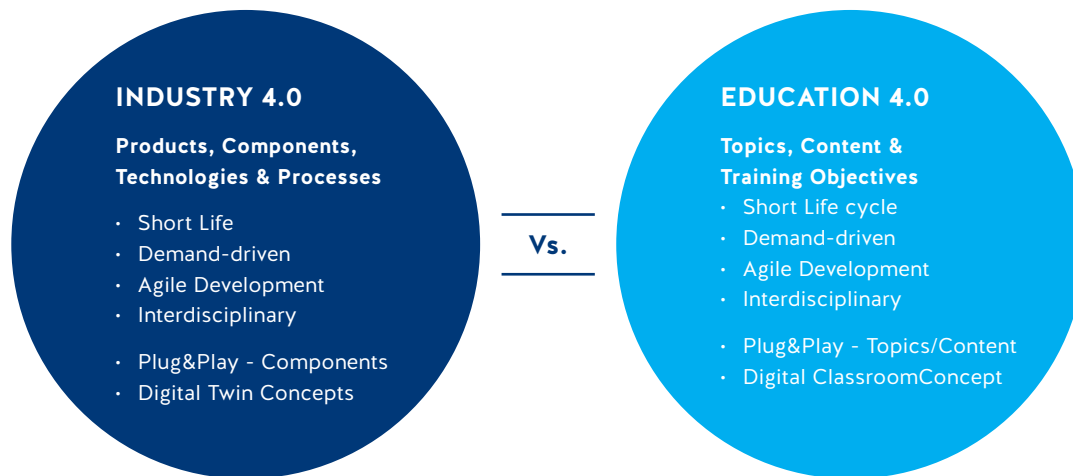 INDUSTRY 4.0
Products, Components,
Technologies & Processes
· Short Life
· Demand-driven
· Agile Development
· Interdisciplinary
· Plug&Play - Components
· Digital Twin Concepts
Vs.
EDUCATION 4.0
Topics, Content &
Training Objectives
· Short Life cycle
· Demand-driven
· Agile Development
· Interdisciplinary
· Plug&Play - Topics/Content
· Digital ClassroomConcept